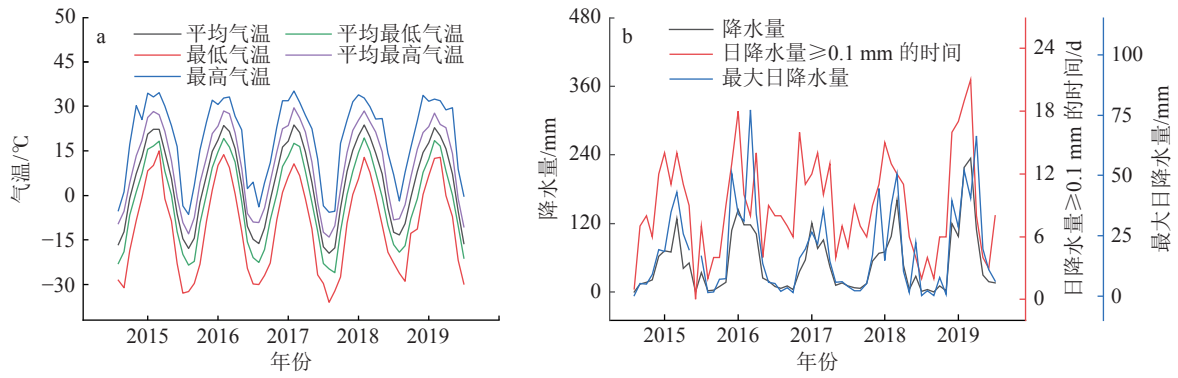 a
平均气温
平均最低气温
最低气温
平均最高气温
最高气温
50
30
15
0
−15
−30
气温/℃
2015
2016
2017
2018
2019
年份
b
降水量
日降水量≥0.1 mm 的时间
最大日降水量
480
360
240
120
0
降水量/mm
2015
2016
2017
2018
2019
年份
24
18
12
6
0
日降水量≥0.1 mm 的时间/d
100
75
50
25
0
最大日降水量/mm